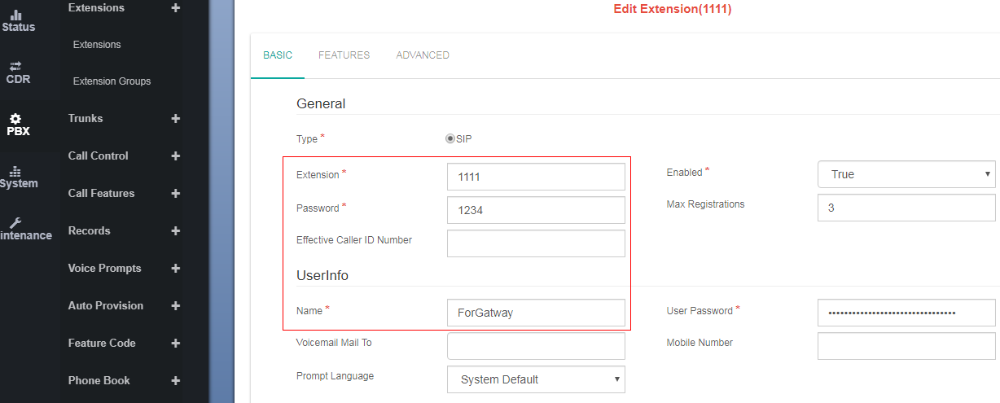 Status
CDR
PBX
System
intenance
Extensions +
Extensions
Extension Groups
Trunks +
Call Control +
Call Features +
Records +
Voice Prompts +
Auto Provision +
Feature Code +
Phone Book +
Edit Extension(1111)
BASIC FEATURES ADVANCED
General
Type * SIP
Extension * 1111 Enabled * True
Password * 1234 Max Registrations 3
Effective Caller ID Number
UserInfo
Name * ForGatway User Password * ••••••••••••••••••••••••••••••••
Voicemail Mail To Mobile Number
Prompt Language System Default